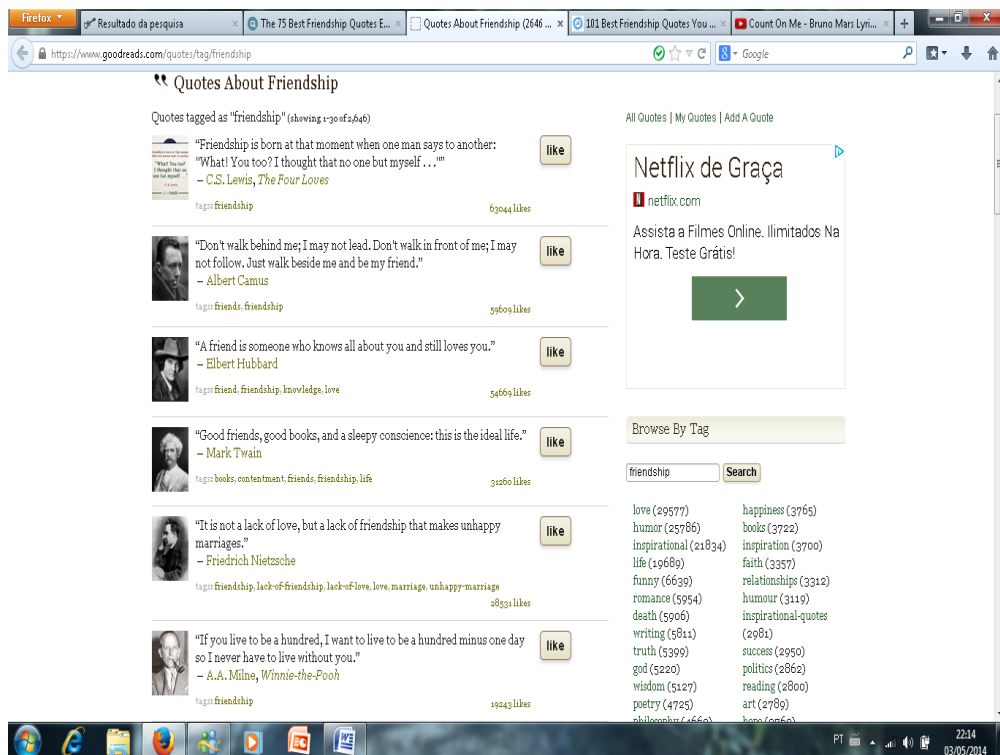 Firefox
Resultado da pesquisa
The 75 Best Friendship Quotes E...
Quotes About Friendship (2646 ...
101 Best Friendship Quotes You ...
Count On Me - Bruno Mars Lyri...
https://www.goodreads.com/quotes/tag/friendship
Google
Quotes About Friendship
Quotes tagged as "friendship" (showing 1-30 of 2,646)
“Friendship is born at that moment when one man says to another:
"What! You too? I thought that no one but myself . . .'"”
– C.S. Lewis, The Four Loves
tags: friendship
63044 likes
like
“Don't walk behind me; I may not lead. Don't walk in front of me; I may
not follow. Just walk beside me and be my friend.”
– Albert Camus
tags: friends, friendship
59609 likes
like
“A friend is someone who knows all about you and still loves you.”
– Elbert Hubbard
tags: friend, friendship, knowledge, love
54669 likes
like
“Good friends, good books, and a sleepy conscience: this is the ideal life.”
– Mark Twain
tags: books, contentment, friends, friendship, life
31260 likes
like
“It is not a lack of love, but a lack of friendship that makes unhappy
marriages.”
– Friedrich Nietzsche
tags: friendship, lack-of-friendship, lack-of-love, love, marriage, unhappy-marriage
28531 likes
like
“If you live to be a hundred, I want to live to be a hundred minus one day
so I never have to live without you.”
– A.A. Milne, Winnie-the-Pooh
tags: friendship
19243 likes
like
All Quotes | My Quotes | Add A Quote
Netflix de Graça
netflix.com
Assista a Filmes Online. Ilimitados Na
Hora. Teste Grátis!
Browse By Tag
friendship
Search
love (29577)
humor (25786)
inspirational (21834)
life (19689)
funny (6639)
romance (5954)
death (5906)
writing (5811)
truth (5399)
god (5220)
wisdom (5127)
poetry (4725)
philosophy (4669)
happiness (3765)
books (3722)
inspiration (3700)
faith (3357)
relationships (3312)
humour (3119)
inspirational-quotes
(2981)
success (2950)
politics (2862)
reading (2800)
art (2789)
hope (2769)
PT
22:14
03/05/2014